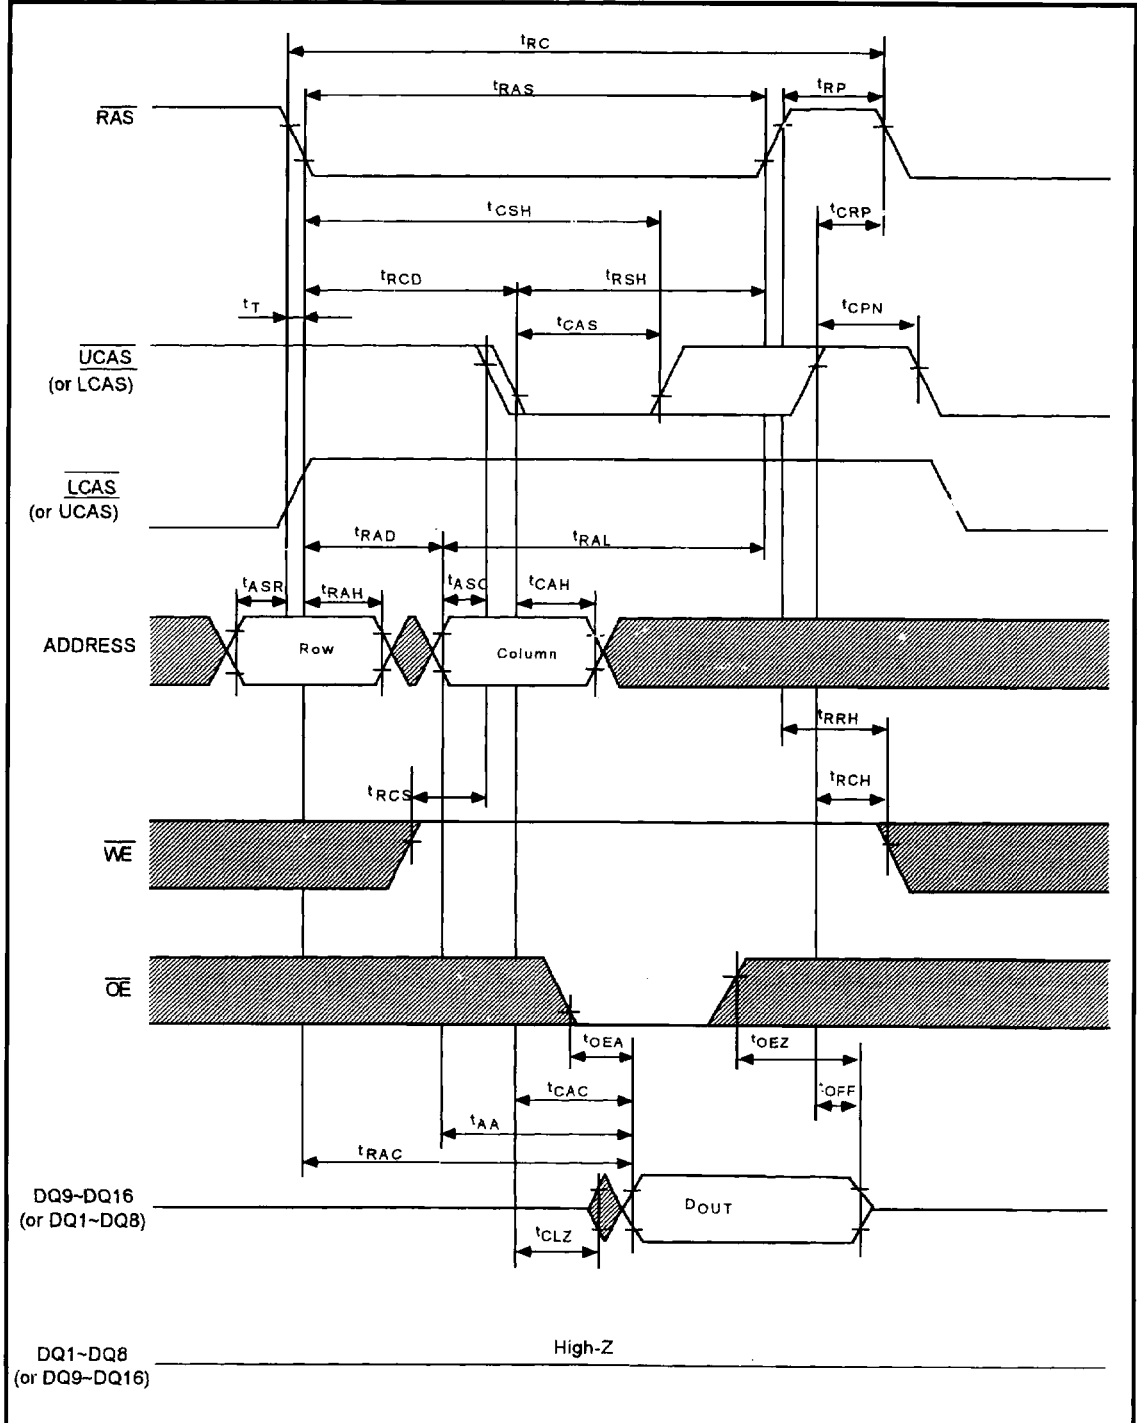 tRC
tRAS
tRP
RAS
tCSH
tCRP
tRCD
tRSH
tT
tCAS
tCPN
UCAS
(or LCAS)
LCAS
(or UCAS)
tRAD
tRAL
tASR
tRAH
tASC
tCAH
ADDRESS
Row
Column
tRRH
tRCS
tRCH
WE
OE
tOEA
tOEZ
tCAC
tOFF
tAA
tRAC
DQ9~DQ16
(or DQ1~DQ8)
DOUT
tCLZ
High-Z
DQ1~DQ8
(or DQ9~DQ16)